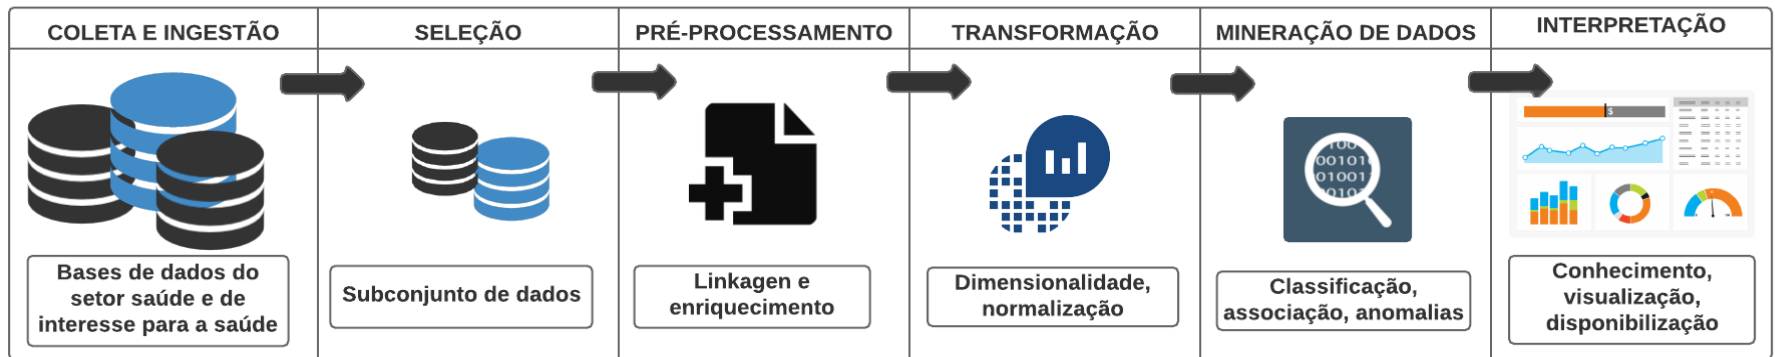 COLETA E INGESTÃO
SELEÇÃO
PRÉ-PROCESSAMENTO
TRANSFORMAÇÃO
MINERAÇÃO DE DADOS
INTERPRETAÇÃO
$
Bases de dados do
setor saúde e de
interesse para a saúde
Subconjunto de dados
Linkagen e
enriquecimento
Dimensionalidade,
normalização
Classificação,
associação, anomalias
Conhecimento,
visualização,
disponibilização